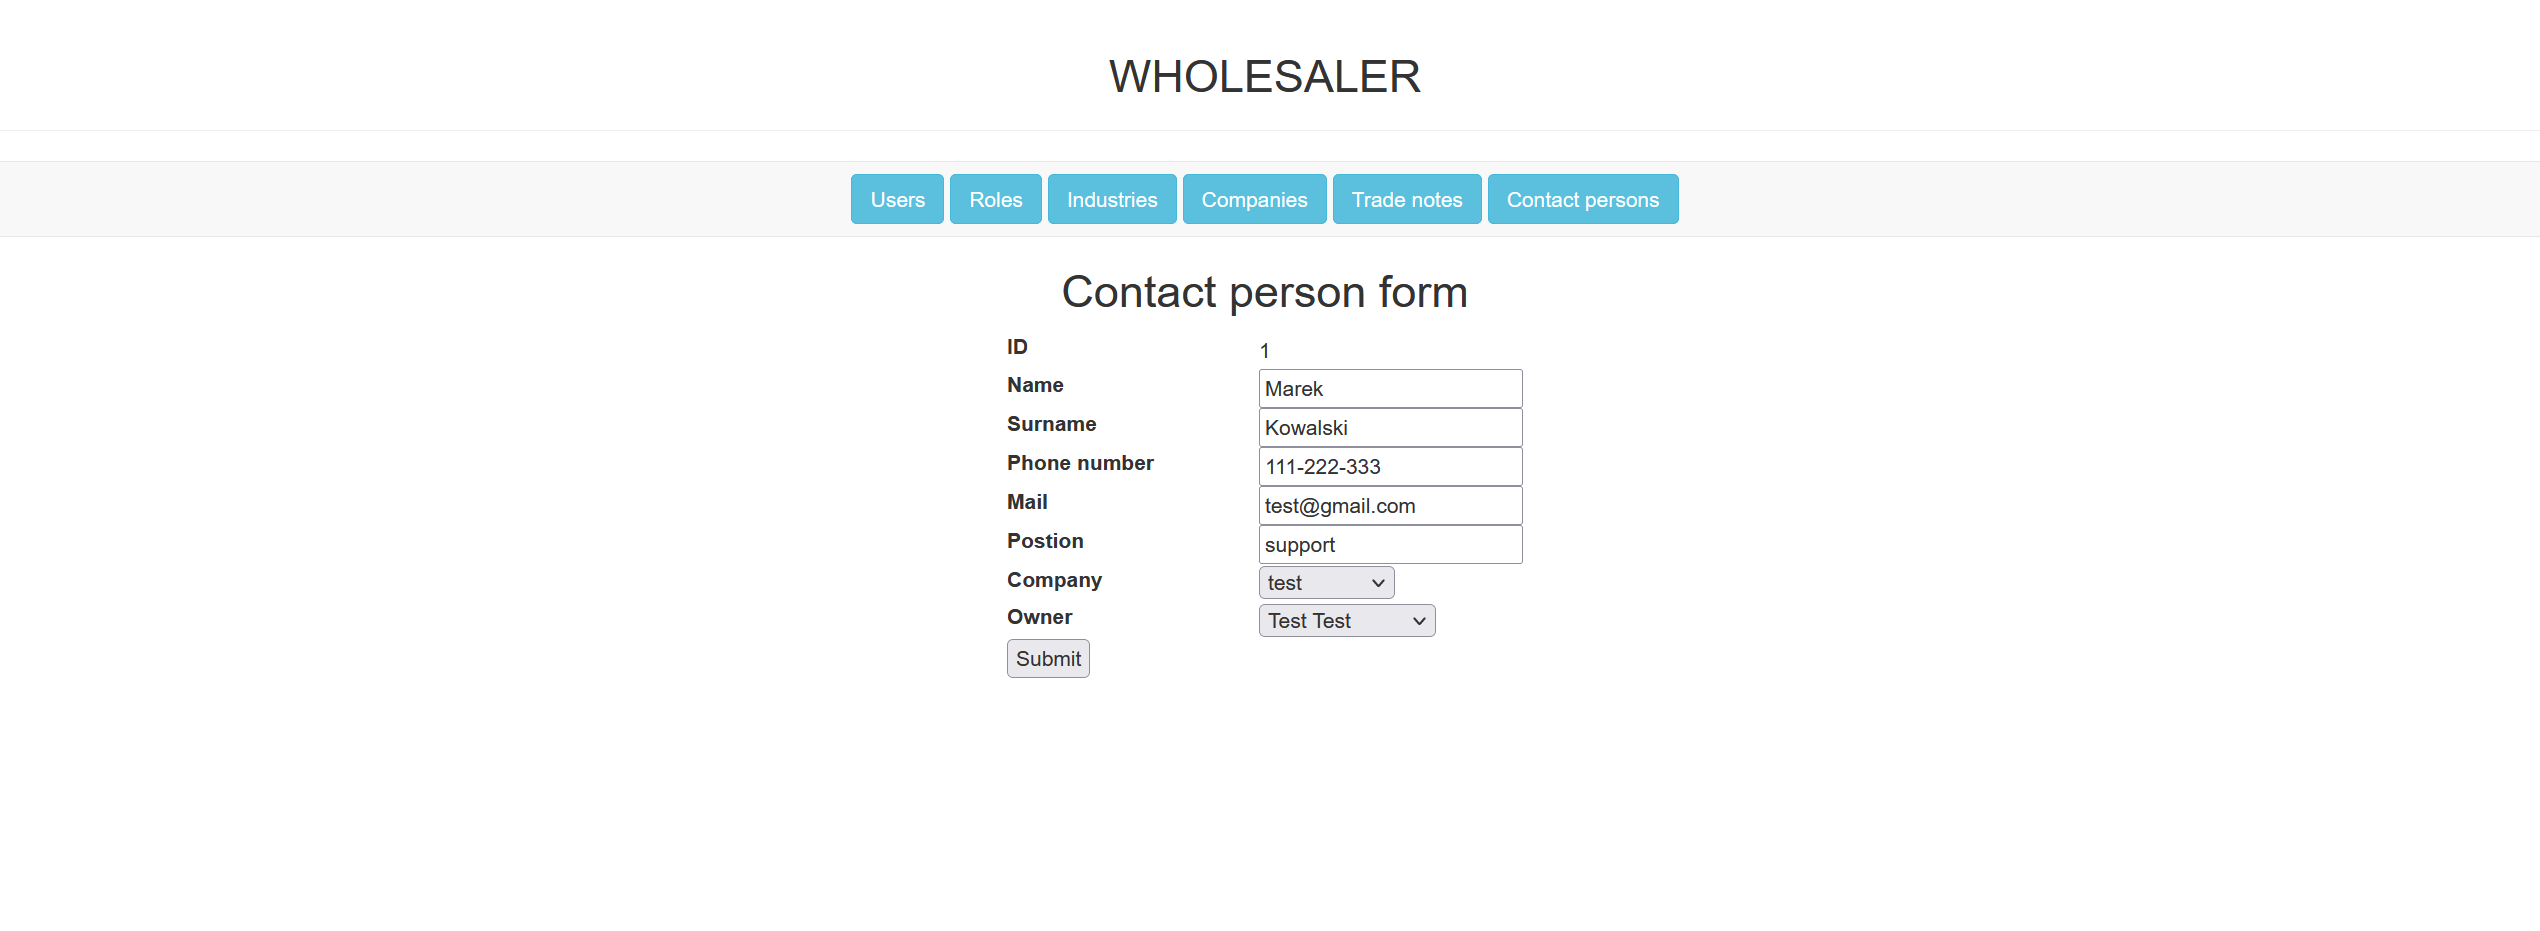 WHOLESALER
Users Roles Industries Companies Trade notes Contact persons
Contact person form
ID 1
Name Marek
Surname Kowalski
Phone number 111-222-333
Mail test@gmail.com
Postion support
Company test
Owner Test Test
Submit